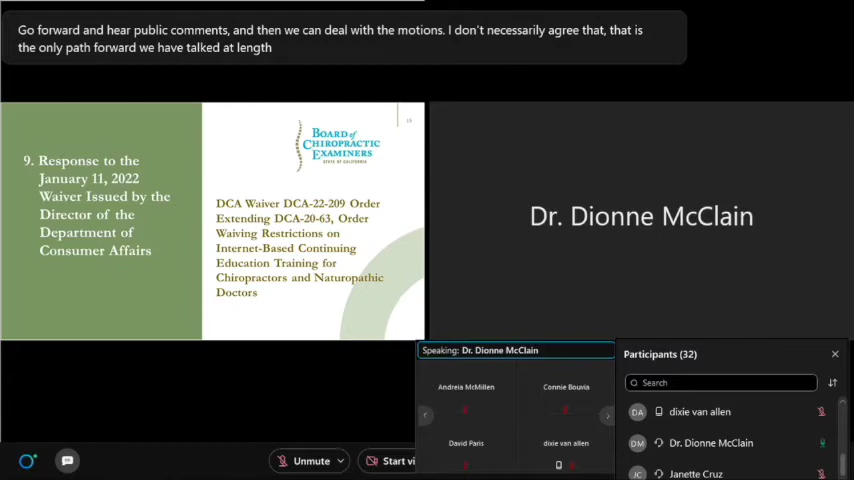 Go forward and hear public comments, and then we can deal with the motions. I don't necessarily agree that, that is
the only path forward we have talked at length
15
BOARD of
CHIROPRACTIC
EXAMINERS
STATE OF CALIFORNIA
9. Response to the
January 11, 2022
Waiver Issued by the
Director of the
Department of
Consumer Affairs
DCA Waiver DCA-22-209 Order
Extending DCA-20-63, Order
Waiving Restrictions on
Internet-Based Continuing
Education Training for
Chiropractors and Naturopathic
Doctors
Dr. Dionne McClain
Speaking: Dr. Dionne McClain
Andreia McMillen
Connie Bouvia
David Paris
dixie van allen
Participants (32)
Search
DA dixie van allen
DM Dr. Dionne McClain
JC Janette Cruz
Unmute
Start vi